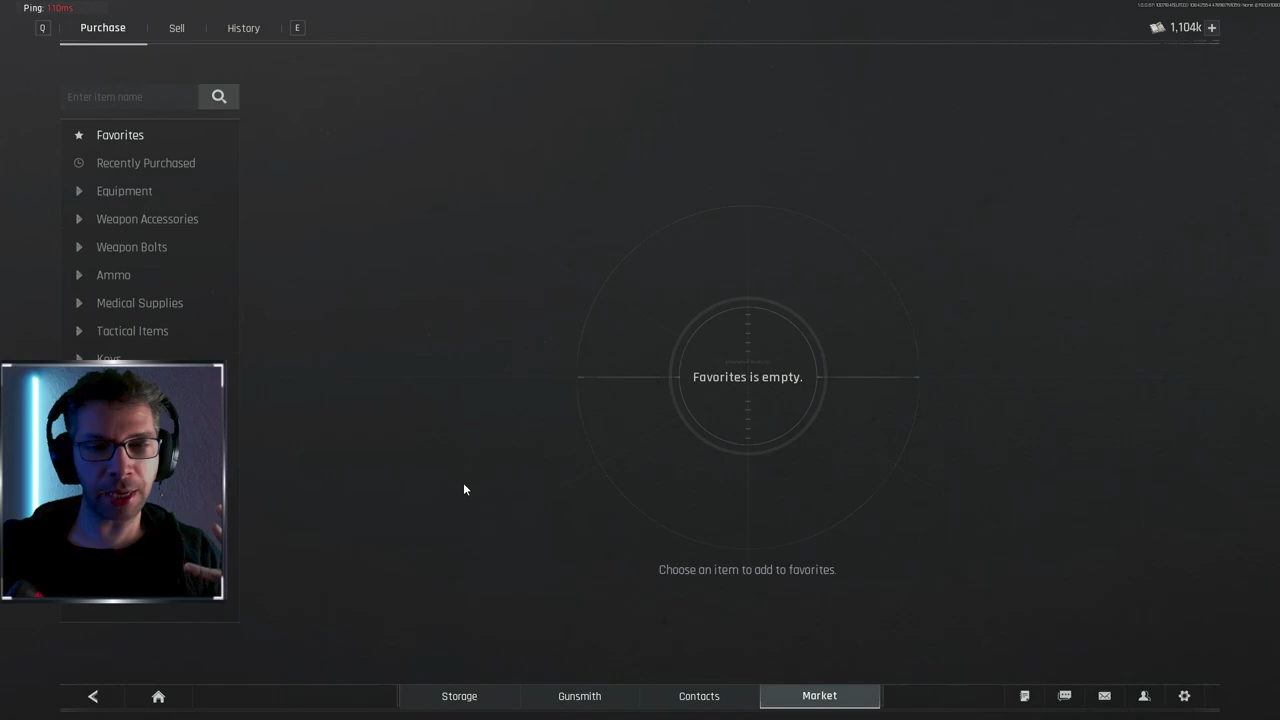 Ping: 110ms
Q
Purchase
Sell
History
E
1,104k
Enter item name
Favorites
Recently Purchased
Equipment
Weapon Accessories
Weapon Bolts
Ammo
Medical Supplies
Tactical Items
Keys
Favorites is empty.
Choose an item to add to favorites.
Storage
Gunsmith
Contacts
Market